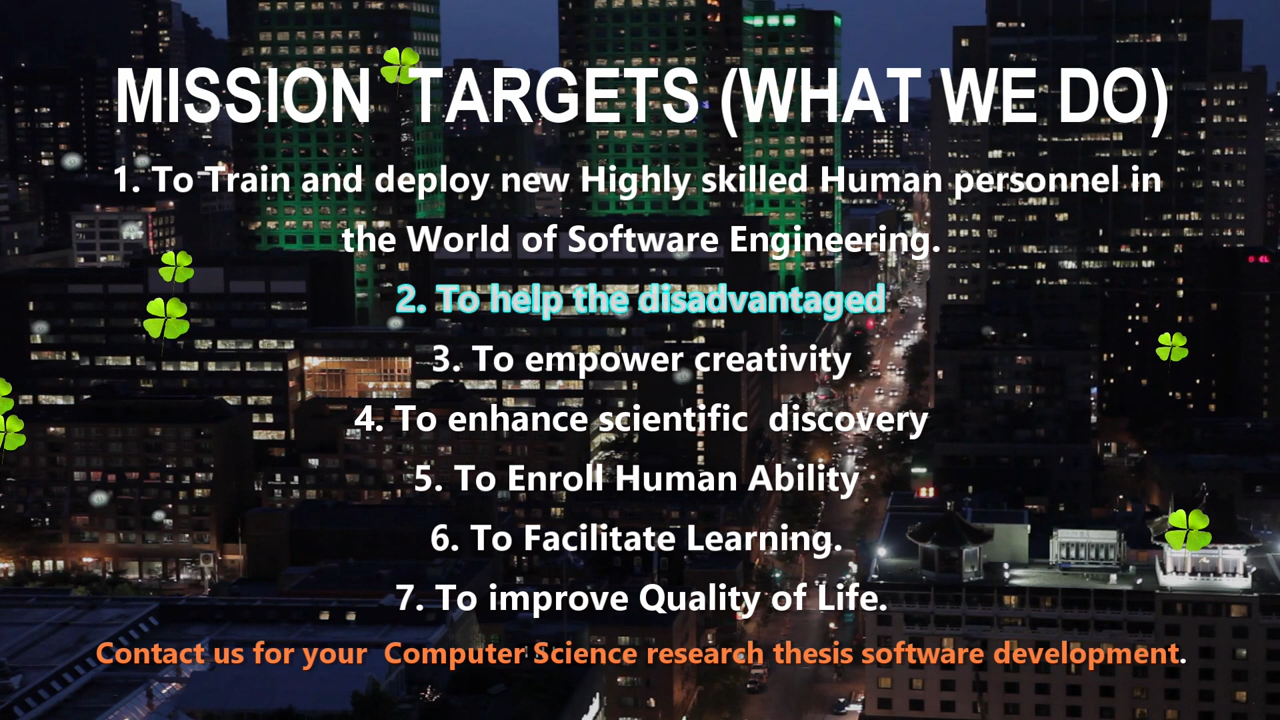 MISSION TARGETS (WHAT WE DO)
1. To Train and deploy new Highly skilled Human personnel in
the World of Software Engineering.
2. To help the disadvantaged
3. To empower creativity
4. To enhance scientific  discovery
5. To Enroll Human Ability
6. To Facilitate Learning.
7. To improve Quality of Life.
Contact us for your  Computer Science research thesis software development.